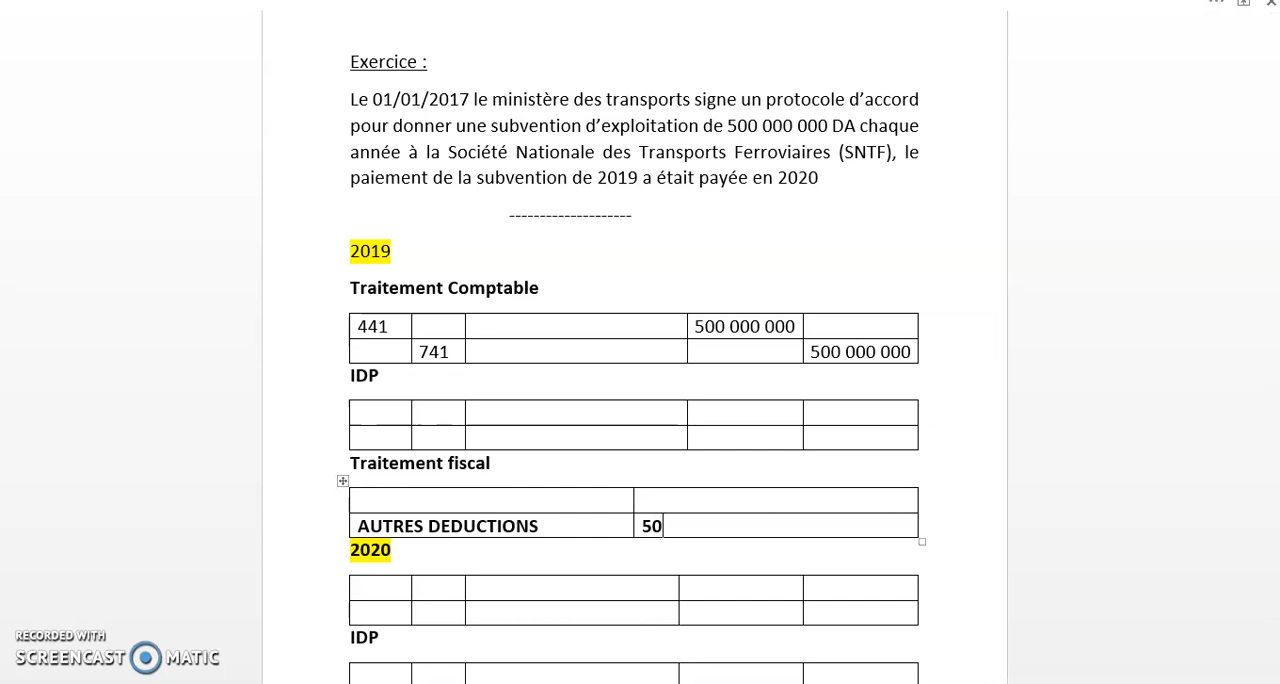 Exercice :
Le 01/01/2017 le ministère des transports signe un protocole d’accord
pour donner une subvention d’exploitation de 500 000 000 DA chaque
année à la Société Nationale des Transports Ferroviaires (SNTF), le
paiement de la subvention de 2019 a était payée en 2020
--------------------
2019
Traitement Comptable
441 500 000 000
741 500 000 000
IDP
Traitement fiscal
AUTRES DEDUCTIONS 50
2020
IDP
RECORDED WITH
SCREENCAST MATIC